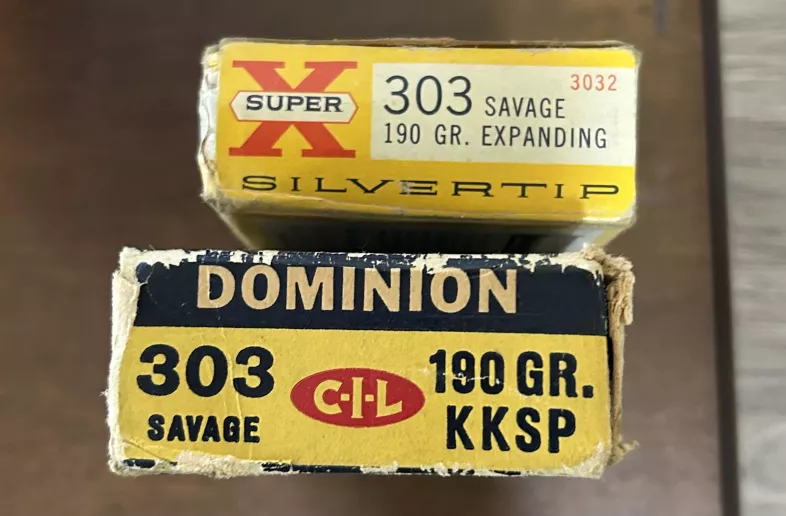 X
SUPER
3032
303 SAVAGE
190 GR. EXPANDING
SILVERTIP
DOMINION
303
SAVAGE
C-I-L
190 GR.
KKSP